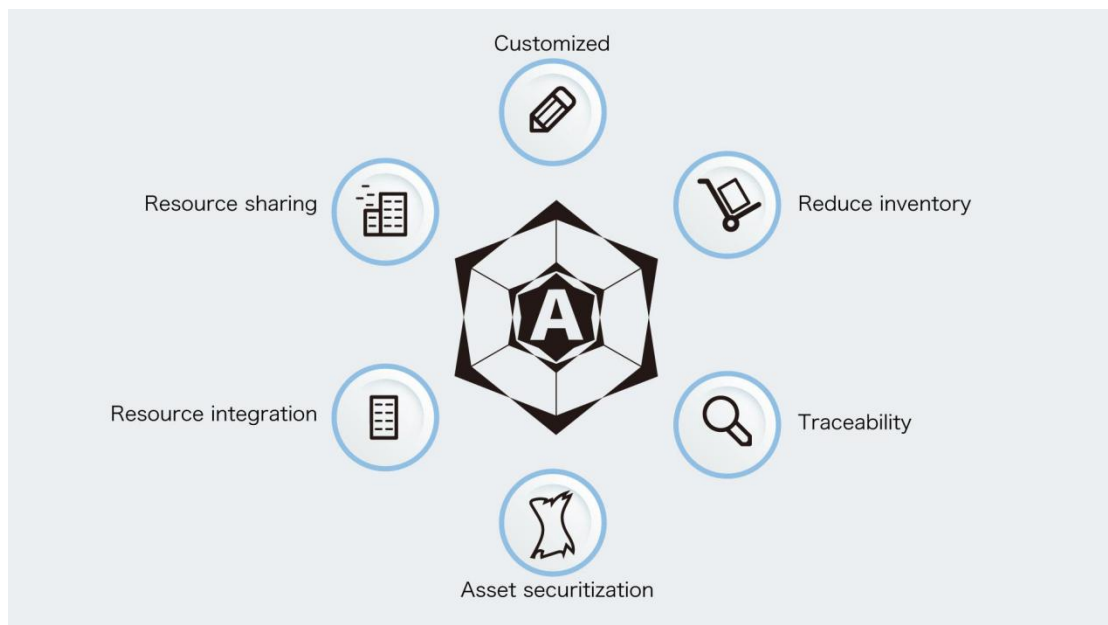 Customized
Resource sharing
Reduce inventory
A
Resource integration
Traceability
Asset securitization